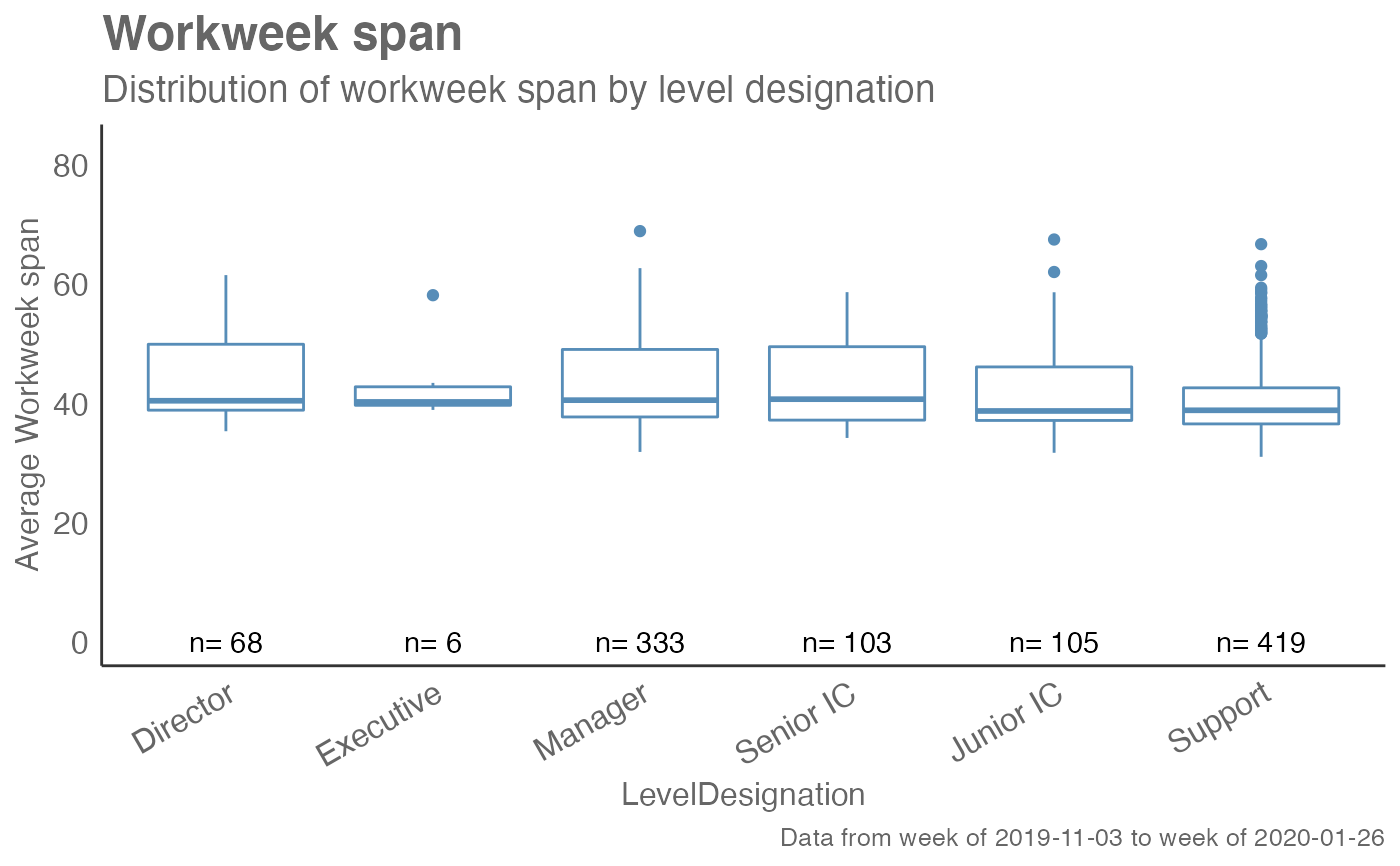 Workweek span
Distribution of workweek span by level designation
Average Workweek span
80
60
40
20
0
n= 68
n= 6
n= 333
n= 103
n= 105
n= 419
Director
Executive
Manager
Senior IC
Junior IC
Support
LevelDesignation
Data from week of 2019-11-03 to week of 2020-01-26